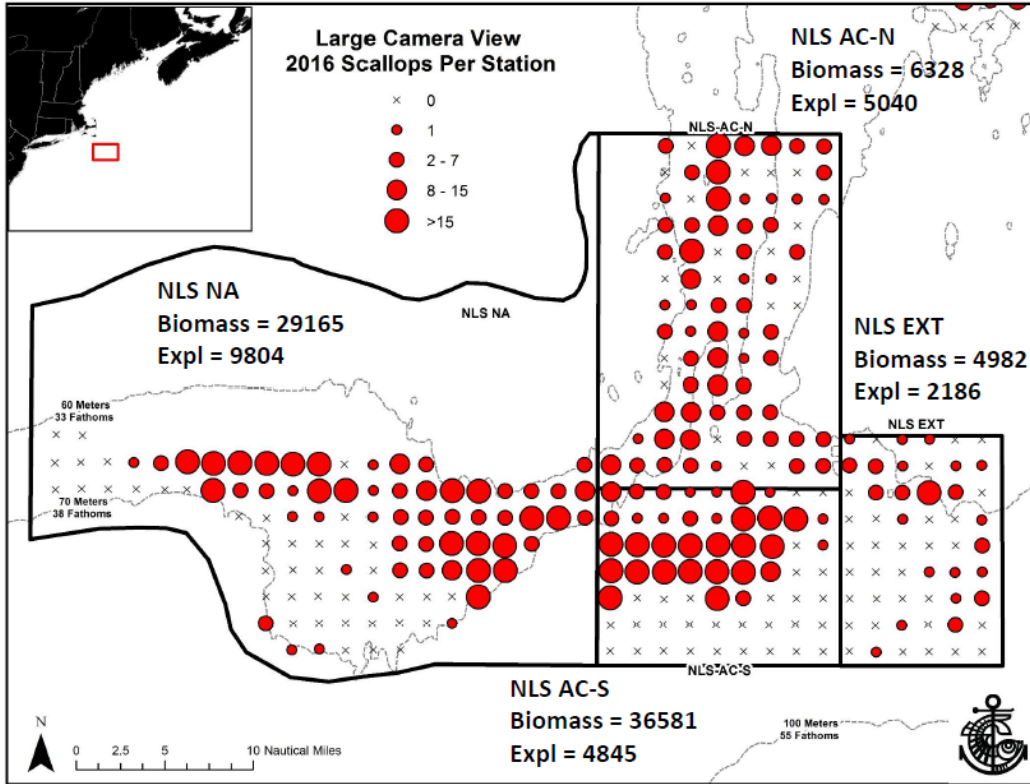 Large Camera View
2016 Scallops Per Station
0
1
2 - 7
8 - 15
>15
NLS AC-N
Biomass = 6328
Expl = 5040
NLS-AC-N
NLS NA
Biomass = 29165
Expl = 9804
NLS NA
NLS EXT
Biomass = 4982
Expl = 2186
NLS EXT
60 Meters
33 Fathoms
70 Meters
38 Fathoms
NLS-AC-S
NLS AC-S
Biomass = 36581
Expl = 4845
100 Meters
55 Fathoms
N
0 2.5 5 10 Nautical Miles